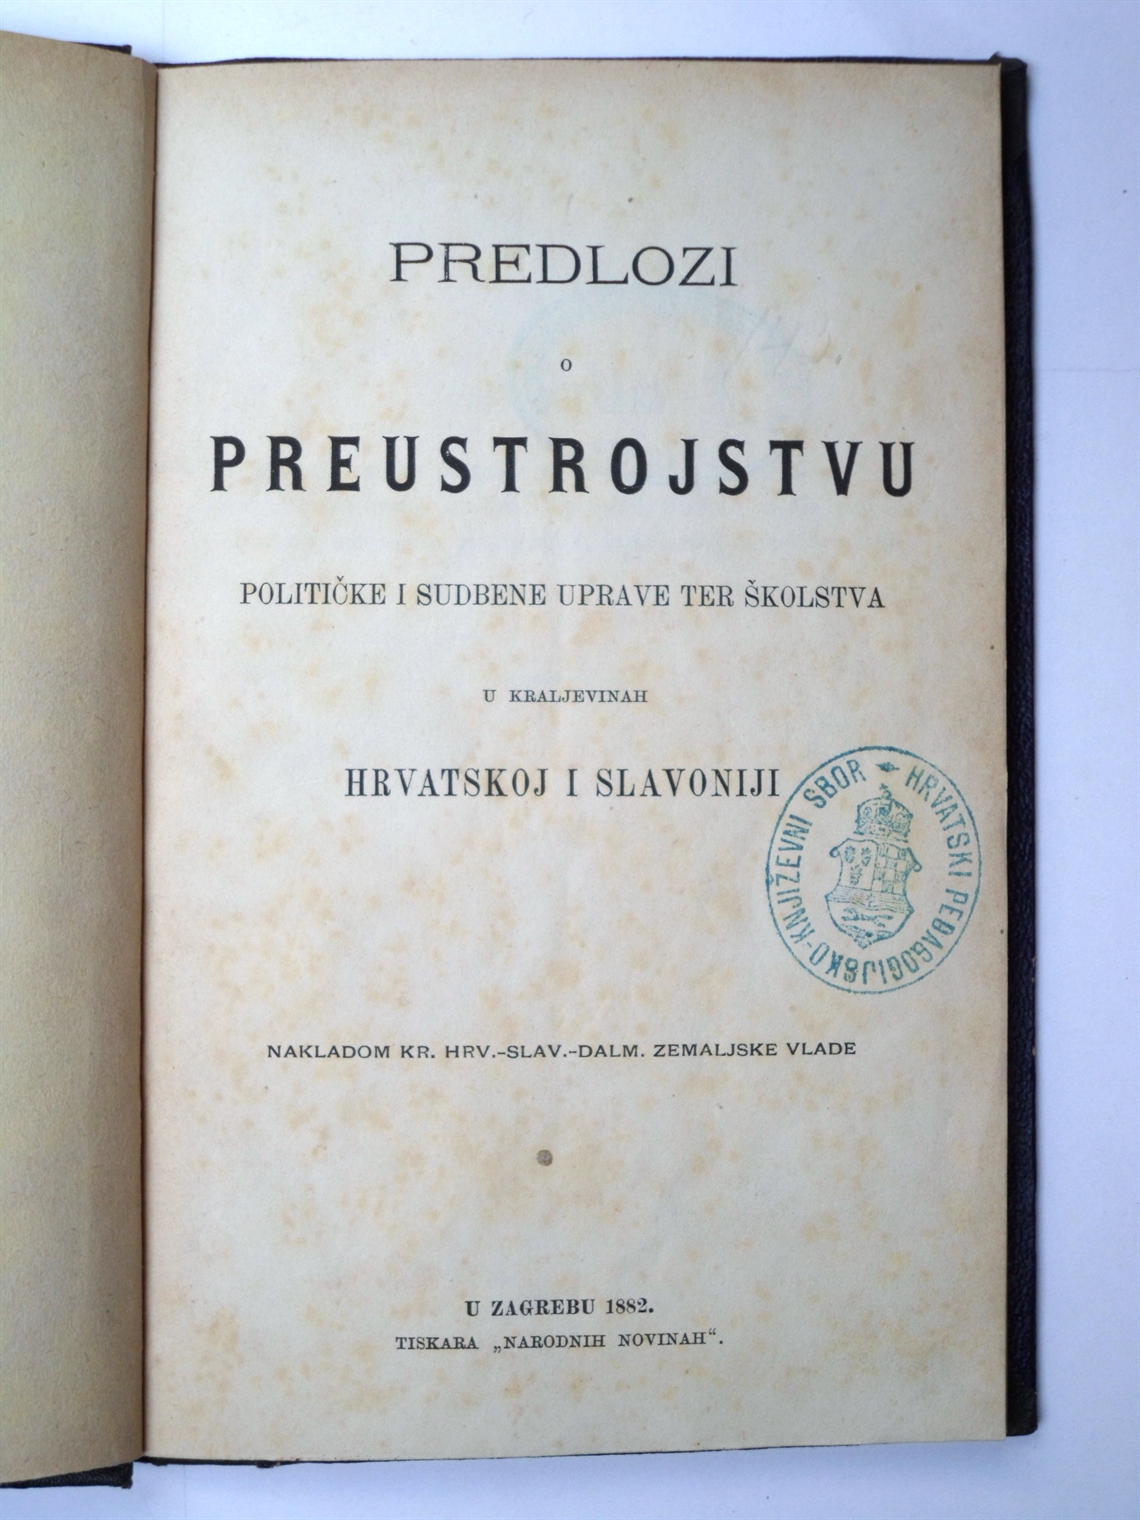 PREDLOZI
O
PREUSTROJSTVU
POLITIČKE I SUDBENE UPRAVE TER ŠKOLSTVA
U KRALJEVINAH
HRVATSKOJ I SLAVONIJI
HRVATSKI PEDAGOGIJSKO-KNJIŽEVNI SBOR
NAKLADOM KR. HRV.-SLAV.-DALM. ZEMALJSKE VLADE
U ZAGREBU 1882.
TISKARA „NARODNIH NOVINAH“.